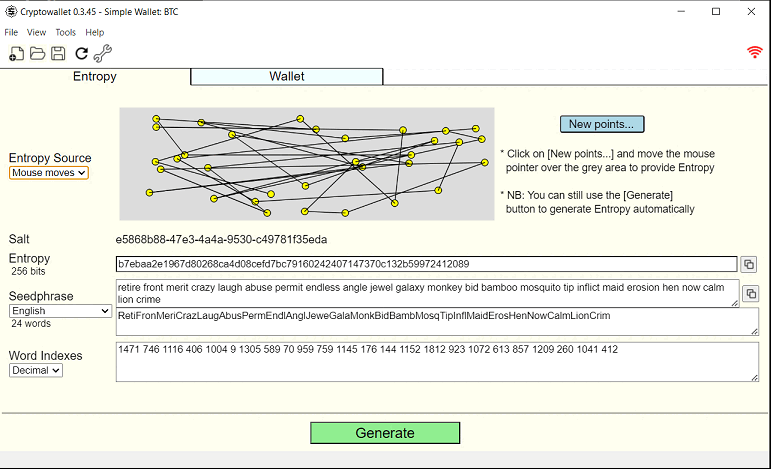 Cryptowallet 0.3.45 - Simple Wallet: BTC
File View Tools Help
Entropy Wallet
New points...
Entropy Source
Mouse moves
* Click on [New points...] and move the mouse
pointer over the grey area to provide Entropy
* NB: You can still use the [Generate]
button to generate Entropy automatically
Salt e5868b88-47e3-4a4a-9530-c49781f35eda
Entropy
256 bits
b7ebaa2e1967d80268ca4d08cefd7bc79160242407147370c132b59972412089
Seedphrase
English
24 words
retire front merit crazy laugh abuse permit endless angle jewel galaxy monkey bid bamboo mosquito tip inflict maid erosion hen now calm
lion crime
RetiFronMeriCrazLaugAbusPermEndlAnglJeweGalaMonkBidBambMosqTipInflMaidErosHenNowCalmLionCrim
Word Indexes
Decimal
1471 746 1116 406 1004 9 1305 589 70 959 759 1145 176 144 1152 1812 923 1072 613 857 1209 260 1041 412
Generate